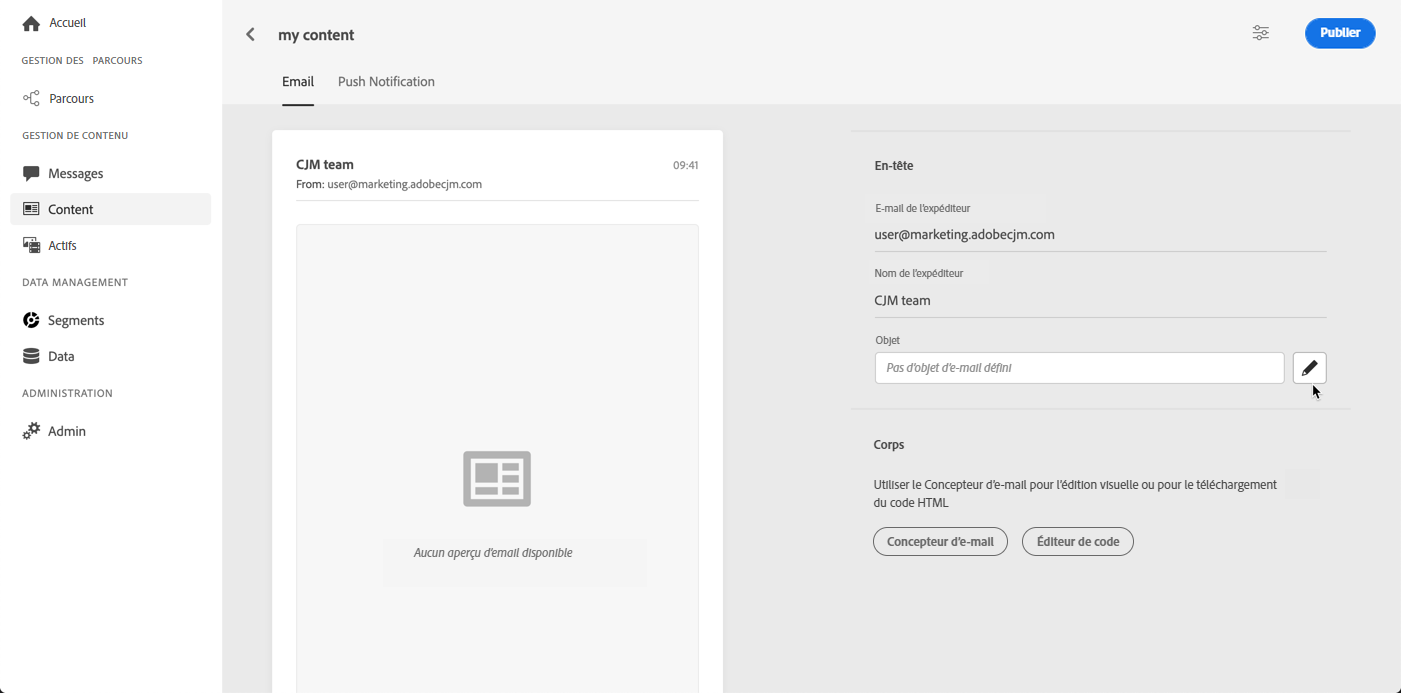 Accueil
GESTION DES PARCOURS
Parcours
GESTION DE CONTENU
Messages
Content
Actifs
DATA MANAGEMENT
Segments
Data
ADMINISTRATION
Admin
my content
Publier
Email Push Notification
CJM team 09:41
From: user@marketing.adobecjm.com
Aucun aperçu d'email disponible
En-tête
E-mail de l'expéditeur
user@marketing.adobecjm.com
Nom de l'expéditeur
CJM team
Objet
Pas d'objet d'e-mail défini
Corps
Utiliser le Concepteur d'e-mail pour l'édition visuelle ou pour le téléchargement
du code HTML
Concepteur d'e-mail Éditeur de code